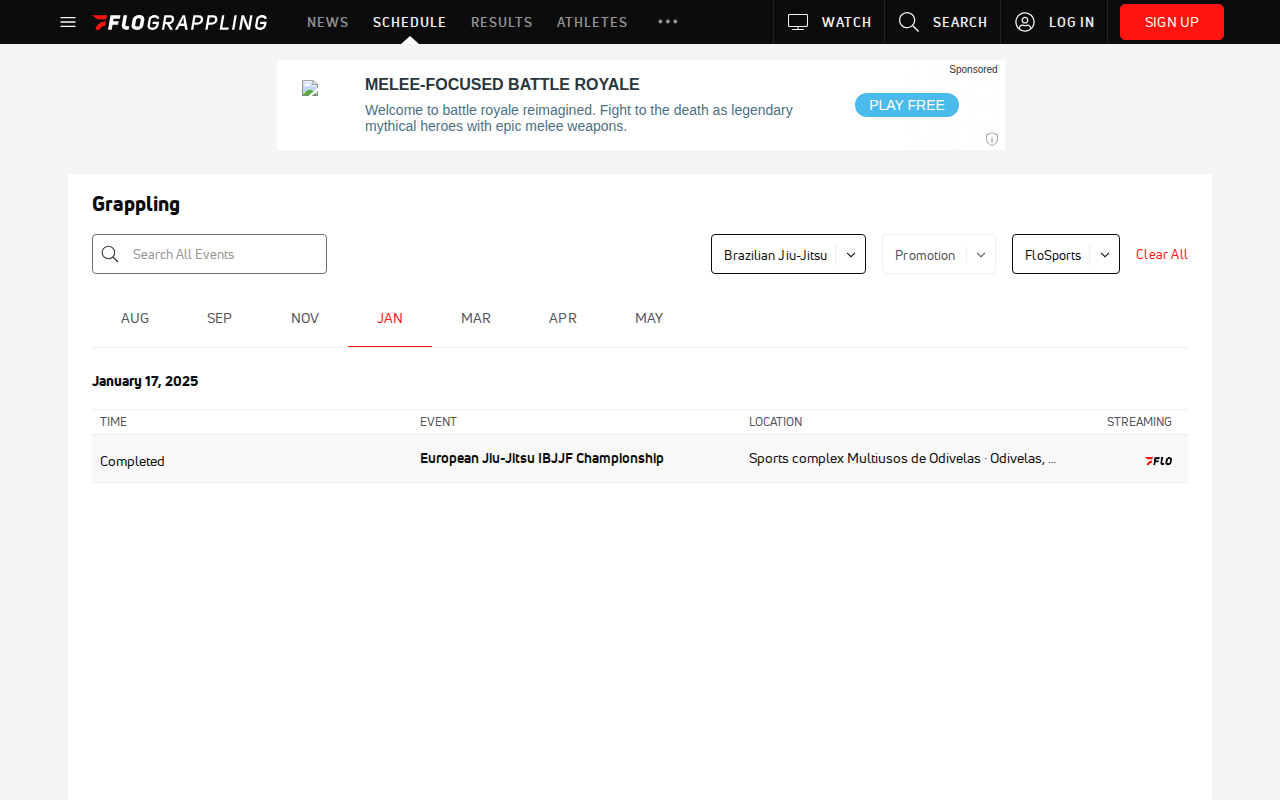 FLOGRAPPLING
NEWS
SCHEDULE
RESULTS
ATHLETES
WATCH
SEARCH
LOG IN
SIGN UP
Sponsored
MELEE-FOCUSED BATTLE ROYALE
Welcome to battle royale reimagined. Fight to the death as legendary
mythical heroes with epic melee weapons.
PLAY FREE
Grappling
Search All Events
Brazilian Jiu-Jitsu
Promotion
FloSports
Clear All
AUG
SEP
NOV
JAN
MAR
APR
MAY
January 17, 2025
TIME
EVENT
LOCATION
STREAMING
Completed
European Jiu-Jitsu IBJJF Championship
Sports complex Multiusos de Odivelas · Odivelas, ...
FLO